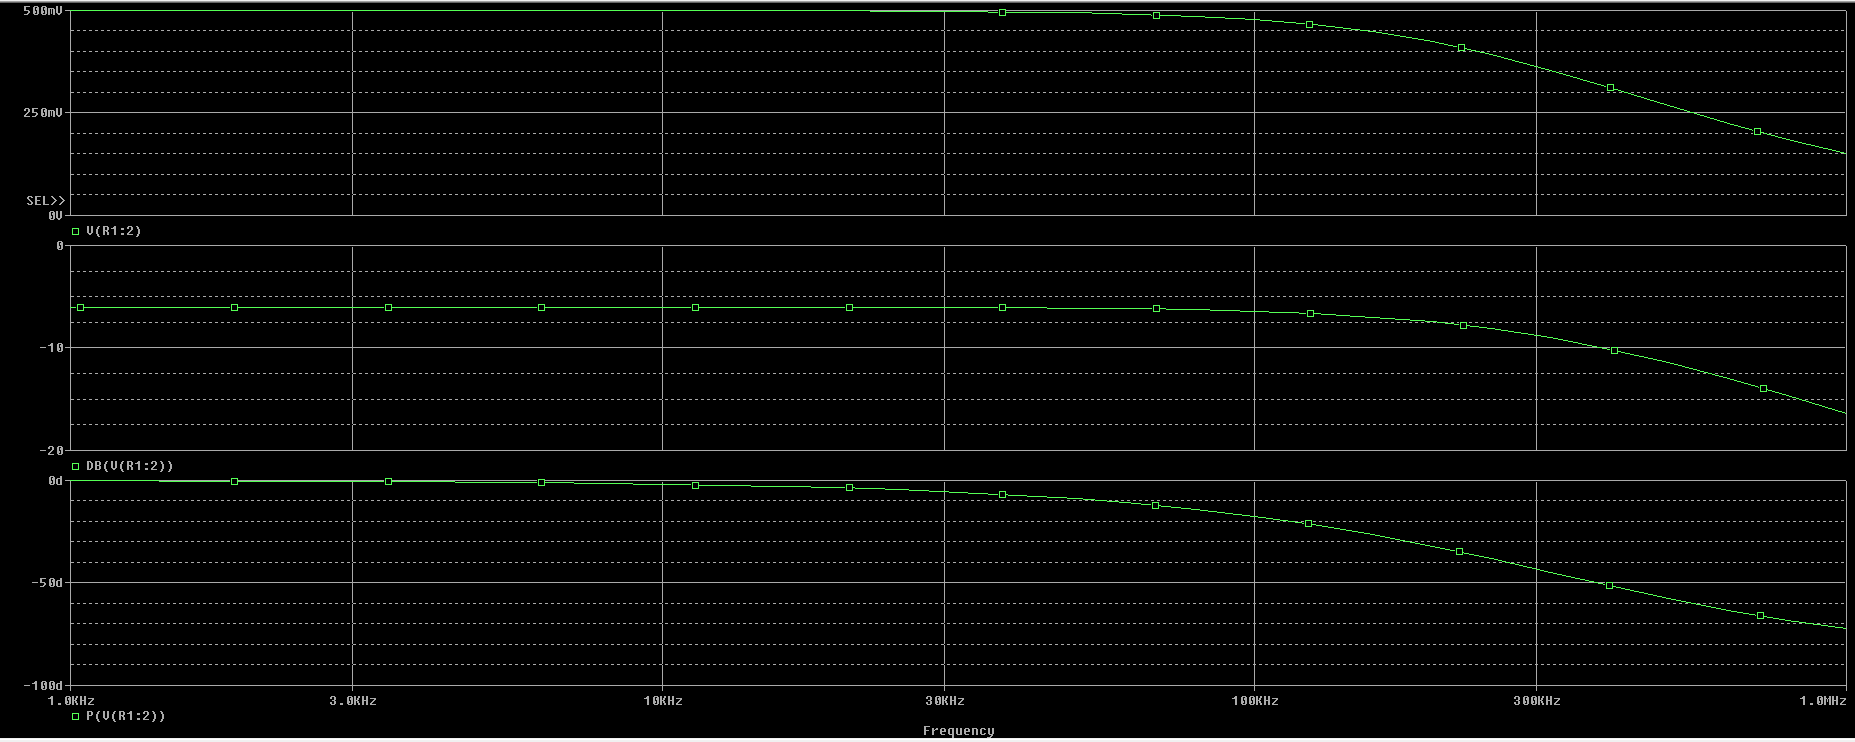 500mV
250mV
SEL>>
0V
V(R1:2)
0
-10
-20
DB(V(R1:2))
0d
-50d
-100d
1.0KHz 3.0KHz 10KHz 30KHz 100KHz 300KHz 1.0MHz
P(V(R1:2))
Frequency